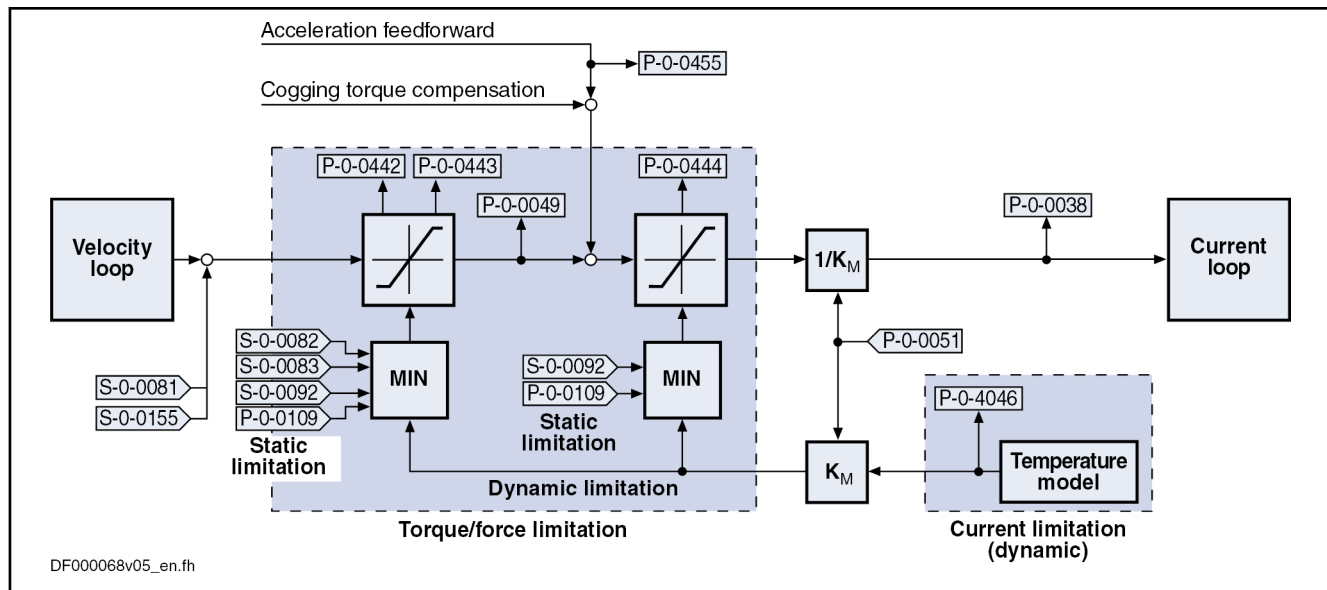 Acceleration feedforward
P-0-0455
Cogging torque compensation
P-0-0442
P-0-0443
P-0-0444
P-0-0049
P-0-0038
Velocity
loop
1/KM
Current
loop
S-0-0082
S-0-0083
S-0-0092
P-0-0109
MIN
S-0-0092
P-0-0109
MIN
P-0-0051
S-0-0081
S-0-0155
Static
limitation
Static
limitation
P-0-4046
KM
Temperature
model
Dynamic limitation
Torque/force limitation
Current limitation
(dynamic)
DF000068v05_en.fh